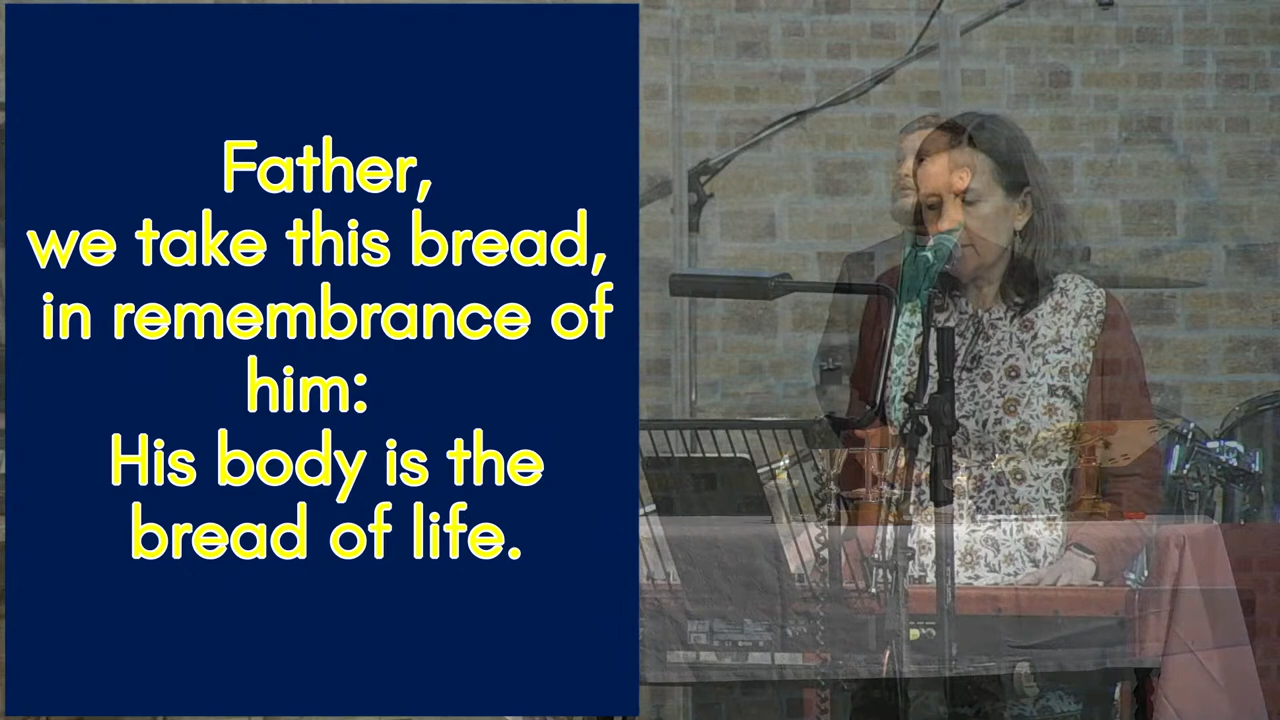 Father,
we take this bread,
in remembrance of
him:
His body is the
bread of life.